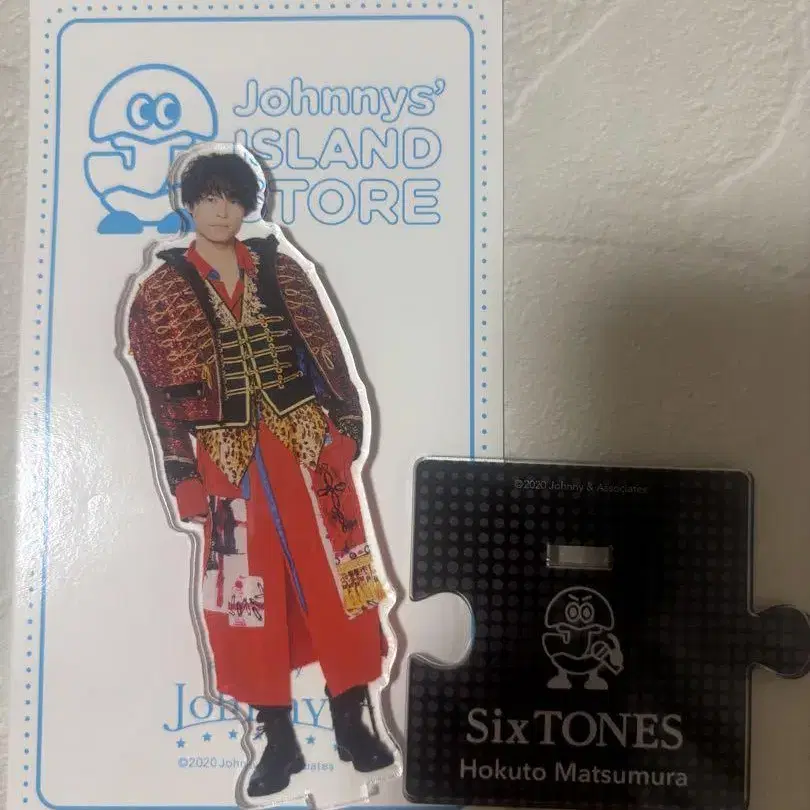 Johnnys'
ISLAND
STORE
©2020 Johnny & Associates
SixTONES
Hokuto Matsumura